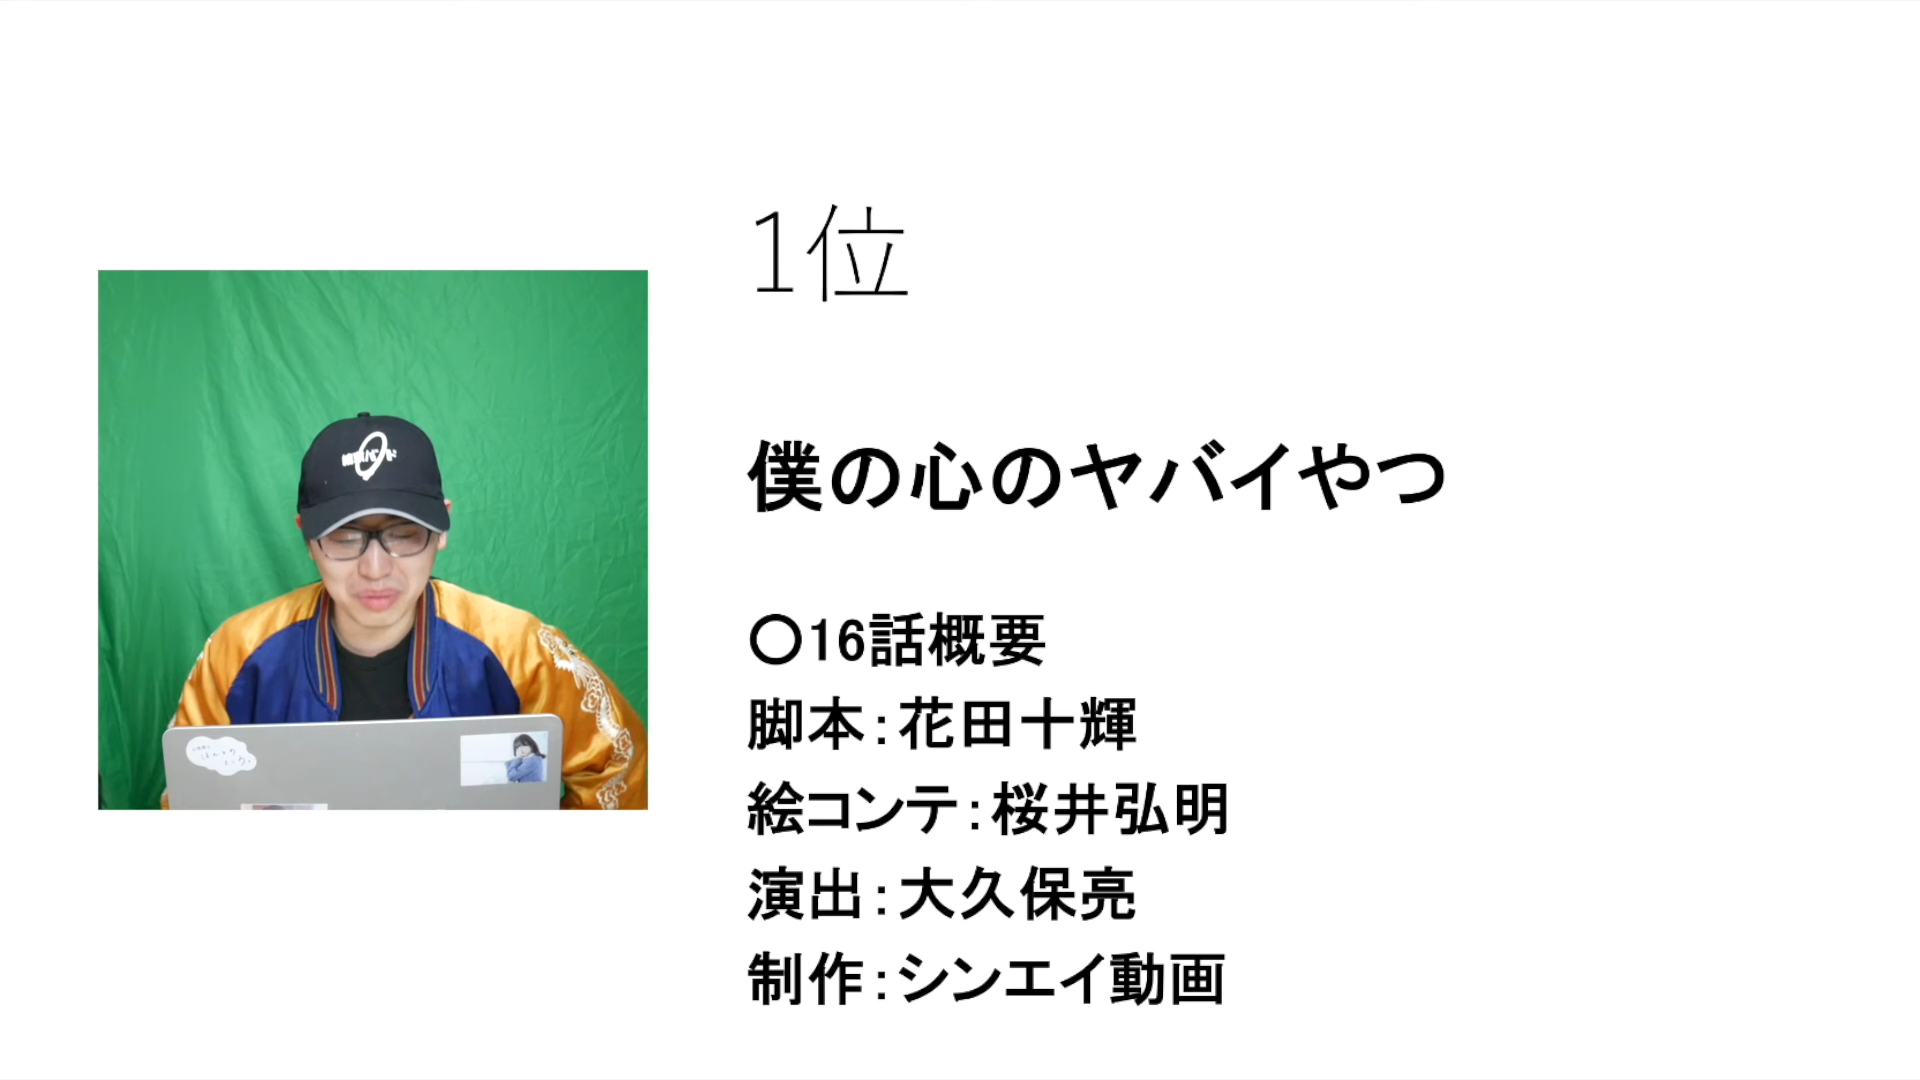 1位
僕の心のヤバイやつ
〇16話概要
脚本：花田十輝
絵コンテ：桜井弘明
演出：大久保亮
制作：シンエイ動画